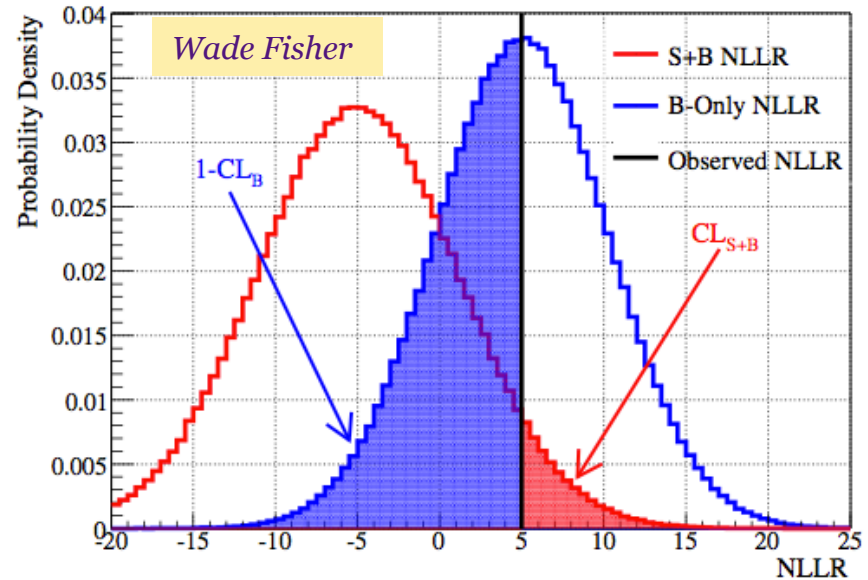 Wade Fisher
Probability Density
0.04
0.035
0.03
0.025
0.02
0.015
0.01
0.005
0
-20
-15
-10
-5
0
5
10
15
20
25
NLLR
S+B NLLR
B-Only NLLR
Observed NLLR
1-CL_B
CL_S+B